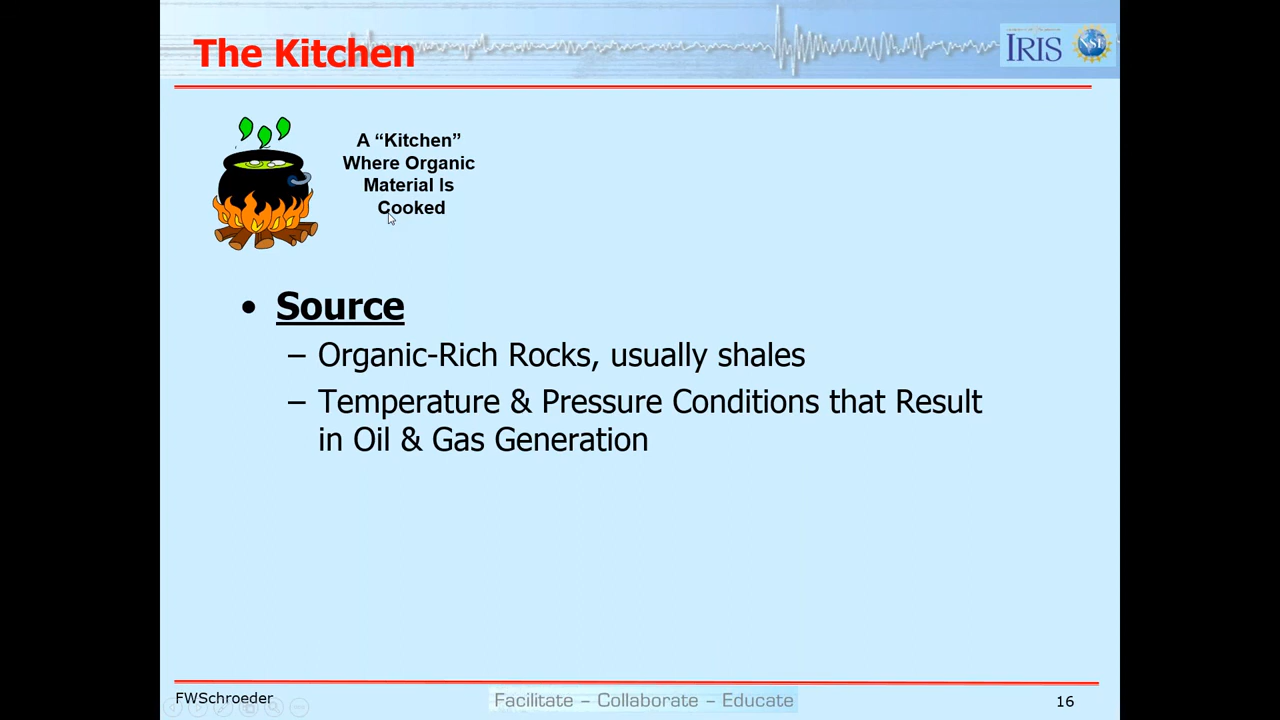 The Kitchen
IRIS
NSF
A “Kitchen”
Where Organic
Material Is
Cooked
• Source
– Organic-Rich Rocks, usually shales
– Temperature & Pressure Conditions that Result
in Oil & Gas Generation
FWSchroeder
Facilitate – Collaborate – Educate
16